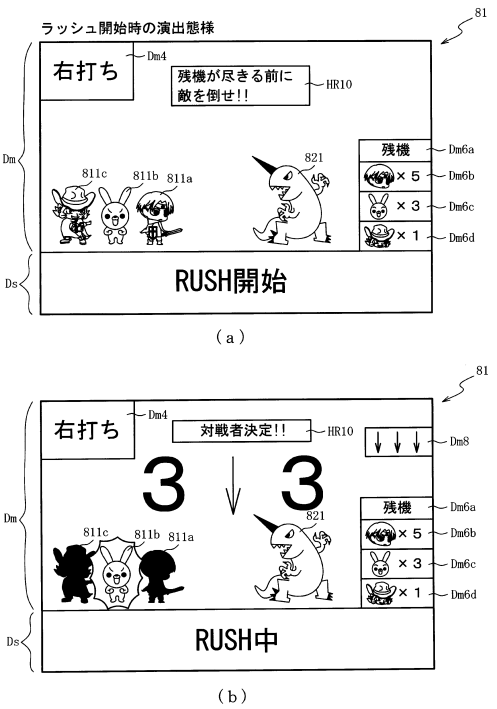 ラッシュ開始時の演出態様
81
右打ち
Dm4
残機が尽きる前に
敵を倒せ!!
HR10
Dm
811c
811b
811a
821
残機
Dm6a
×5
Dm6b
×3
Dm6c
×1
Dm6d
Ds
RUSH開始
(a)
81
右打ち
Dm4
対戦者決定!!
HR10
↓ ↓ ↓
Dm8
3 ↓ 3
Dm
811c
811b
811a
821
残機
Dm6a
×5
Dm6b
×3
Dm6c
×1
Dm6d
Ds
RUSH中
(b)